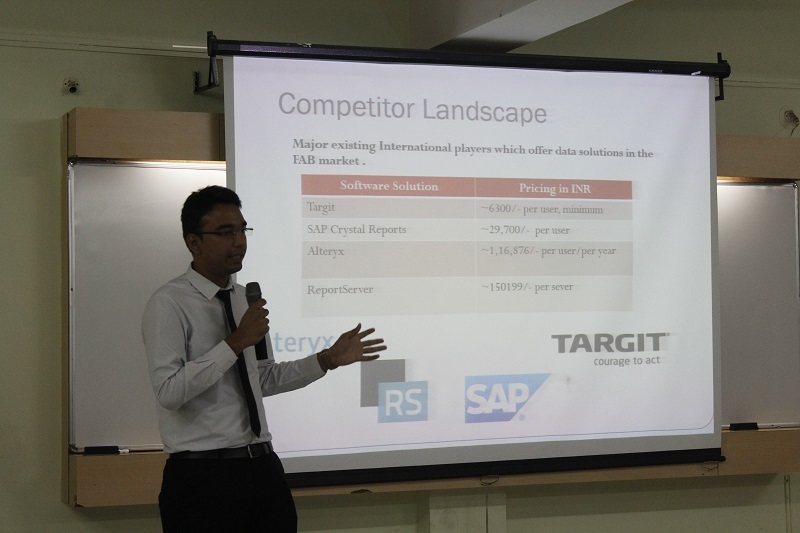 Competitor Landscape
Major existing International players which offer data solutions in the
FAB market .
Software Solution Pricing in INR
Targit ~6300/- per user, minimum
SAP Crystal Reports ~29,700/- per user
Alteryx ~1,16,876/- per user/per year
ReportServer ~150199/- per sever
teryx
TARGIT
courage to act
RS
SAP